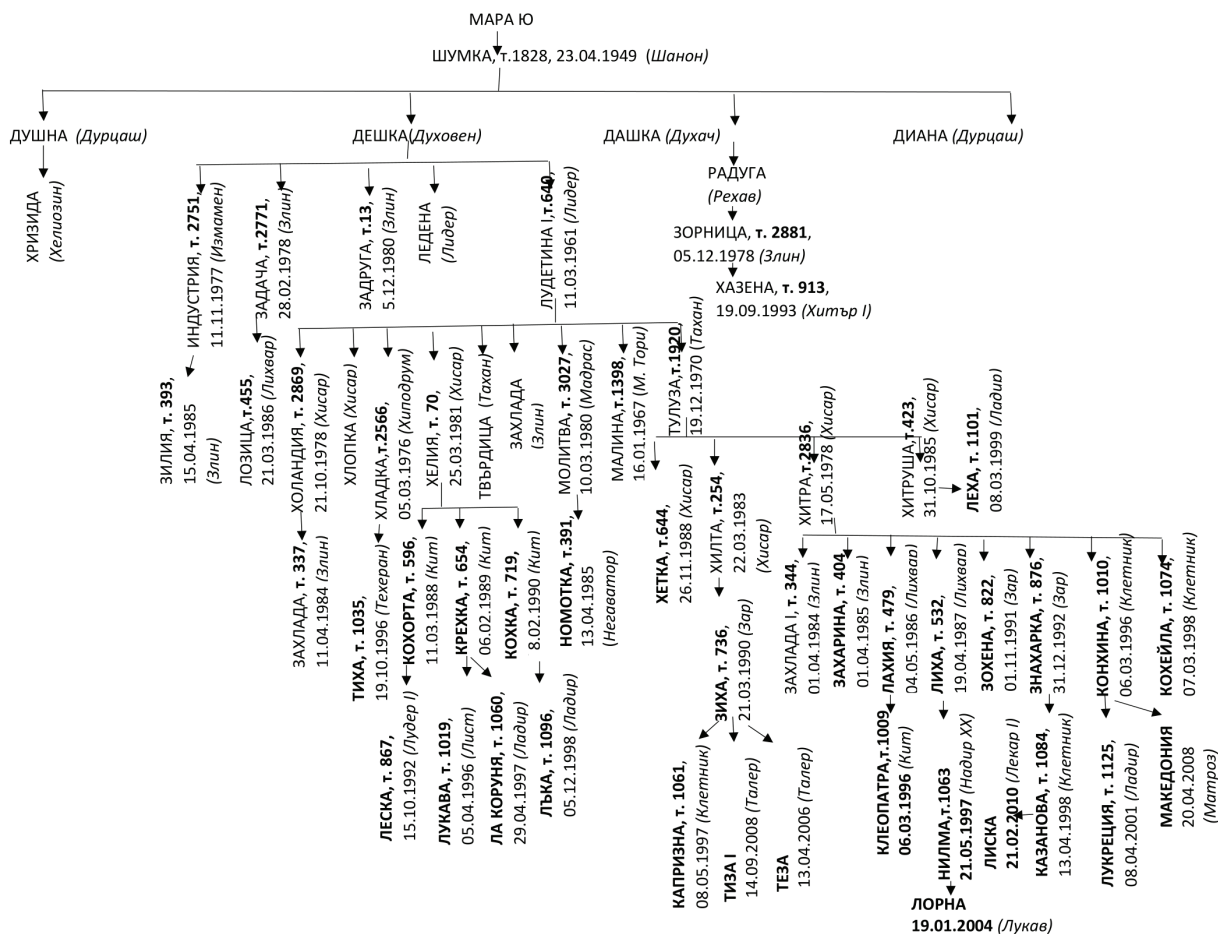 МАРА Ю
ШУМКА, т.1828, 23.04.1949 (Шанон)
ДУШНА (Дурцаш)
ДЕШКА(Духовен)
ДАШКА (Духач)
ДИАНА (Дурцаш)
ХРИЗИДА
(Хелиозин)
ИНДУСТРИЯ, т. 2751,
11.11.1977 (Измамен)
ЗАДАЧА, т.2771,
28.02.1978 (Злин)
ЗАДРУГА, т.13,
5.12.1980 (Злин)
ЛЕДЕНА
(Лидер)
ЛУДЕТИНА I,т.640,
11.03.1961 (Лидер)
РАДУГА
(Рехав)
ЗОРНИЦА, т. 2881,
05.12.1978 (Злин)
ХАЗЕНА, т. 913,
19.09.1993 (Хитър I)
ЗИЛИЯ, т. 393,
15.04.1985
(Злин)
ЛОЗИЦА,т.455,
21.03.1986 (Лихвар)
ХОЛАНДИЯ, т. 2869,
21.10.1978 (Хисар)
ХЛОПКА (Хисар)
ХЛАДКА,т.2566,
05.03.1976 (Хиподрум)
ХЕЛИЯ, т. 70,
25.03.1981 (Хисар)
ТВЪРДИЦА (Тахан)
ЗАХЛАДА
(Злин)
МОЛИТВА, т. 3027,
10.03.1980 (Мадрас)
МАЛИНА,т.1398,
16.01.1967 (М. Тори)
ТУЛУЗА,т.1920,
19.12.1970 (Тахан)
ЗАХЛАДА, т. 337,
11.04.1984 (Злин)
ТИХА, т. 1035,
19.10.1996 (Техеран)
КОХОРТА, т. 596,
11.03.1988 (Кит)
КРЕХКА, т. 654,
06.02.1989 (Кит)
КОХКА, т. 719,
8.02.1990 (Кит)
НОМОТКА, т.391,
13.04.1985
(Негаватор)
ЛЕСКА, т. 867,
15.10.1992 (Лудер I)
ЛУКАВА, т. 1019,
05.04.1996 (Лист)
ЛА КОРУНЯ, т. 1060,
29.04.1997 (Ладир)
ЛЪКА, т. 1096,
05.12.1998 (Ладир)
ХЕТКА, т.644,
26.11.1988 (Хисар)
ХИЛТА, т.254,
22.03.1983
(Хисар)
ХИТРА,т.2836,
17.05.1978 (Хисар)
ХИТРУША,т.423,
31.10.1985 (Хисар)
ЛЕХА, т. 1101,
08.03.1999 (Ладир)
ЗИХА, т. 736,
21.03.1990 (Зар)
ЗАХЛАДА I, т. 344,
01.04.1984 (Злин)
ЗАХАРИНА, т. 404,
01.04.1985 (Злин)
ЛАХИЯ, т. 479,
04.05.1986 (Лихвар)
ЛИХА, т. 532,
19.04.1987 (Лихвар)
ЗОХЕНА, т. 822,
01.11.1991 (Зар)
ЗНАХАРКА, т. 876,
31.12.1992 (Зар)
КОНХИНА, т. 1010,
06.03.1996 (Клетник)
КОХЕЙЛА, т. 1074,
07.03.1998 (Клетник)
КАПРИЗНА, т. 1061,
08.05.1997 (Клетник)
ТИЗА I
14.09.2008 (Талер)
ТЕЗА
13.04.2006 (Талер)
КЛЕОПАТРА,т.1009
06.03.1996 (Кит)
НИЛМА,т.1063
21.05.1997 (Надир XX)
ЛИСКА
21.02.2010 (Лекар I)
КАЗАНОВА, т. 1084,
13.04.1998 (Клетник)
ЛУКРЕЦИЯ, т. 1125,
08.04.2001 (Ладир)
МАКЕДОНИЯ
20.04.2008
(Матроз)
ЛОРНА
19.01.2004 (Лукав)